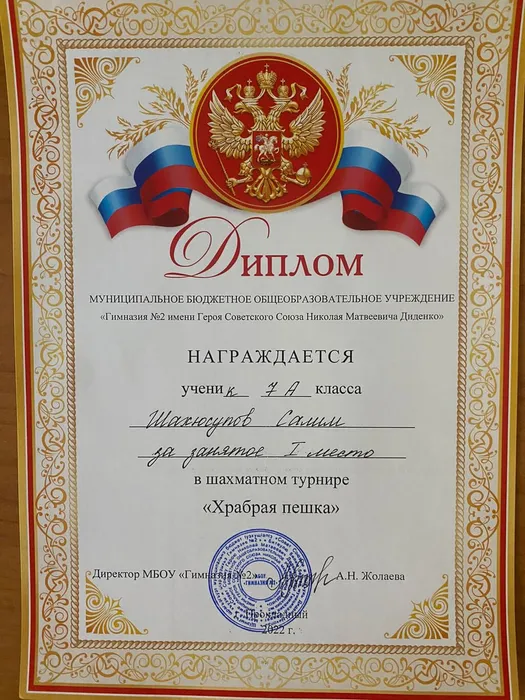 Диплом
МУНИЦИПАЛЬНОЕ БЮДЖЕТНОЕ ОБЩЕОБРАЗОВАТЕЛЬНОЕ УЧРЕЖДЕНИЕ
«Гимназия №2 имени Героя Советского Союза Николая Матвеевича Диденко»
НАГРАЖДАЕТСЯ
ученик 7 А класса
Шахюсупов Салим
за занятое I место
в шахматном турнире
«Храбрая пешка»
Директор МБОУ «Гимназия №2» А.Н. Жолаева
г. Прохладный
2022 г.